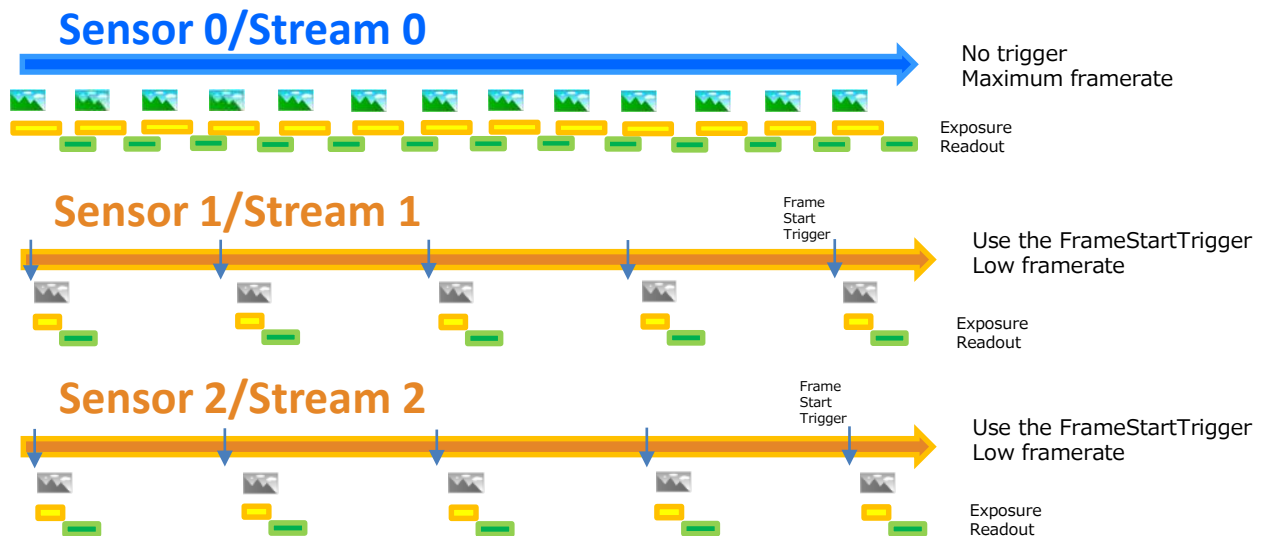 Sensor 0/Stream 0
No trigger
Maximum framerate
Exposure
Readout
Sensor 1/Stream 1
Frame
Start
Trigger
Use the FrameStartTrigger
Low framerate
Exposure
Readout
Sensor 2/Stream 2
Frame
Start
Trigger
Use the FrameStartTrigger
Low framerate
Exposure
Readout